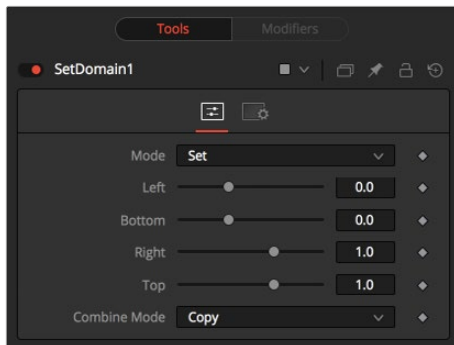 Tools Modifiers
SetDomain1
Mode Set
Left 0.0
Bottom 0.0
Right 1.0
Top 1.0
Combine Mode Copy